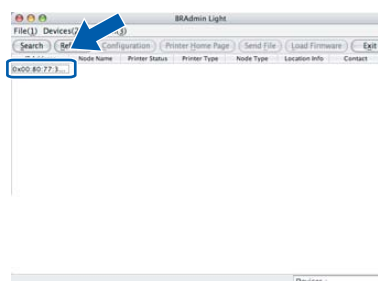 BRAdmin Light
File(1) Devices(
Search Configuration Printer Home Page Send File Load Firmware Exit
Node Name Printer Status Printer Type Node Type Location Info Contact
0x00:80:77:3...
Devices :